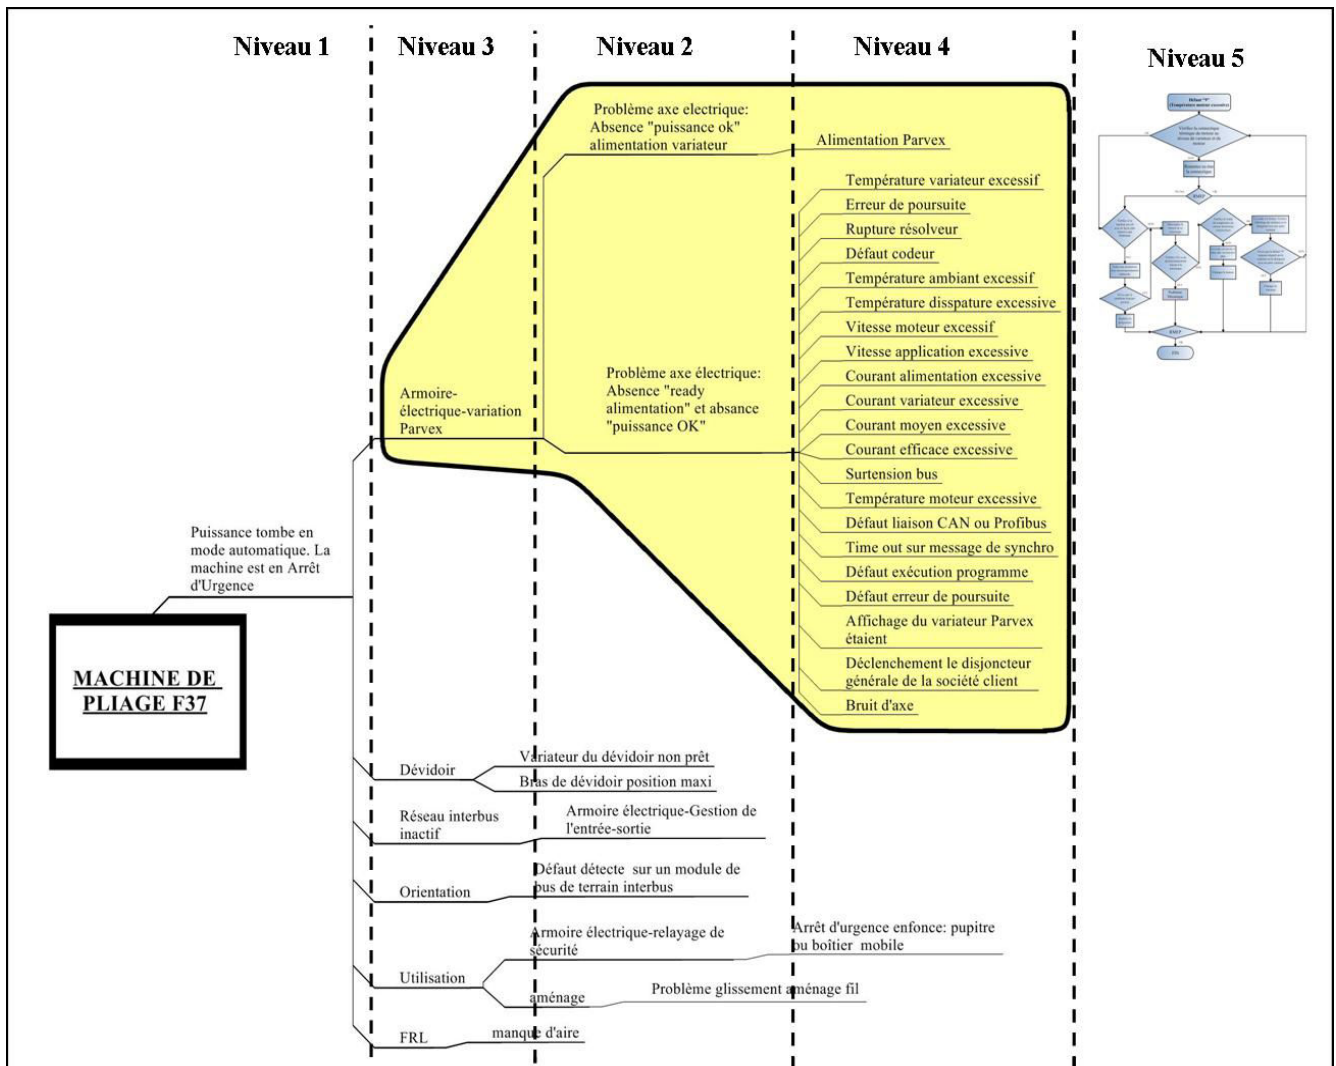 Niveau 1
Niveau 3
Niveau 2
Niveau 4
Niveau 5
Problème axe electrique:
Absence "puissance ok"
alimentation variateur
Alimentation Parvex
Température variateur excessif
Erreur de poursuite
Rupture résolveur
Défaut codeur
Température ambiant excessif
Température disspature excessive
Vitesse moteur excessif
Vitesse application excessive
Courant alimentation excessive
Courant variateur excessive
Courant moyen excessive
Courant efficace excessive
Surtension bus
Température moteur excessive
Défaut liaison CAN ou Profibus
Time out sur message de synchro
Défaut exécution programme
Défaut erreur de poursuite
Affichage du variateur Parvex
étaient
Déclenchement le disjoncteur
générale de la société client
Bruit d'axe
Problème axe électrique:
Absence "ready
alimentation" et absance
"puissance OK"
Armoire-
électrique-variation
Parvex
Puissance tombe en
mode automatique. La
machine est en Arrêt
d'Urgence
MACHINE DE
PLIAGE F37
Dévidoir
Variateur du dévidoir non prêt
Bras de dévidoir position maxi
Réseau interbus
inactif
Armoire électrique-Gestion de
l'entrée-sortie
Orientation
Défaut détecte sur un module de
bus de terrain interbus
Utilisation
Armoire électrique-relayage de
sécurité
Arrêt d'urgence enfonce: pupitre
ou boîtier mobile
aménage
Problème glissement aménage fil
FRL
manque d'aire